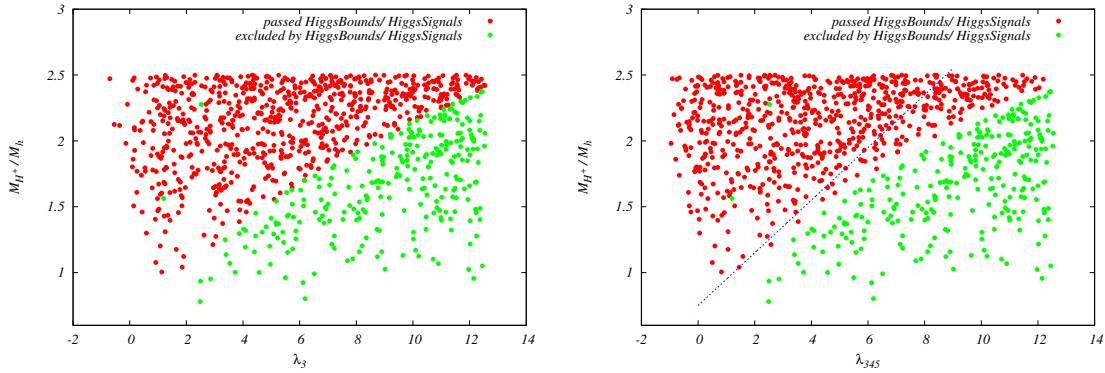 passed HiggsBounds/ HiggsSignals
excluded by HiggsBounds/ HiggsSignals
3
2.5
2
1.5
1
M_{H^+} / M_h
-2 0 2 4 6 8 10 12 14
λ_3
passed HiggsBounds/ HiggsSignals
excluded by HiggsBounds/ HiggsSignals
3
2.5
2
1.5
1
M_{H^+} / M_h
-2 0 2 4 6 8 10 12 14
λ_{345}